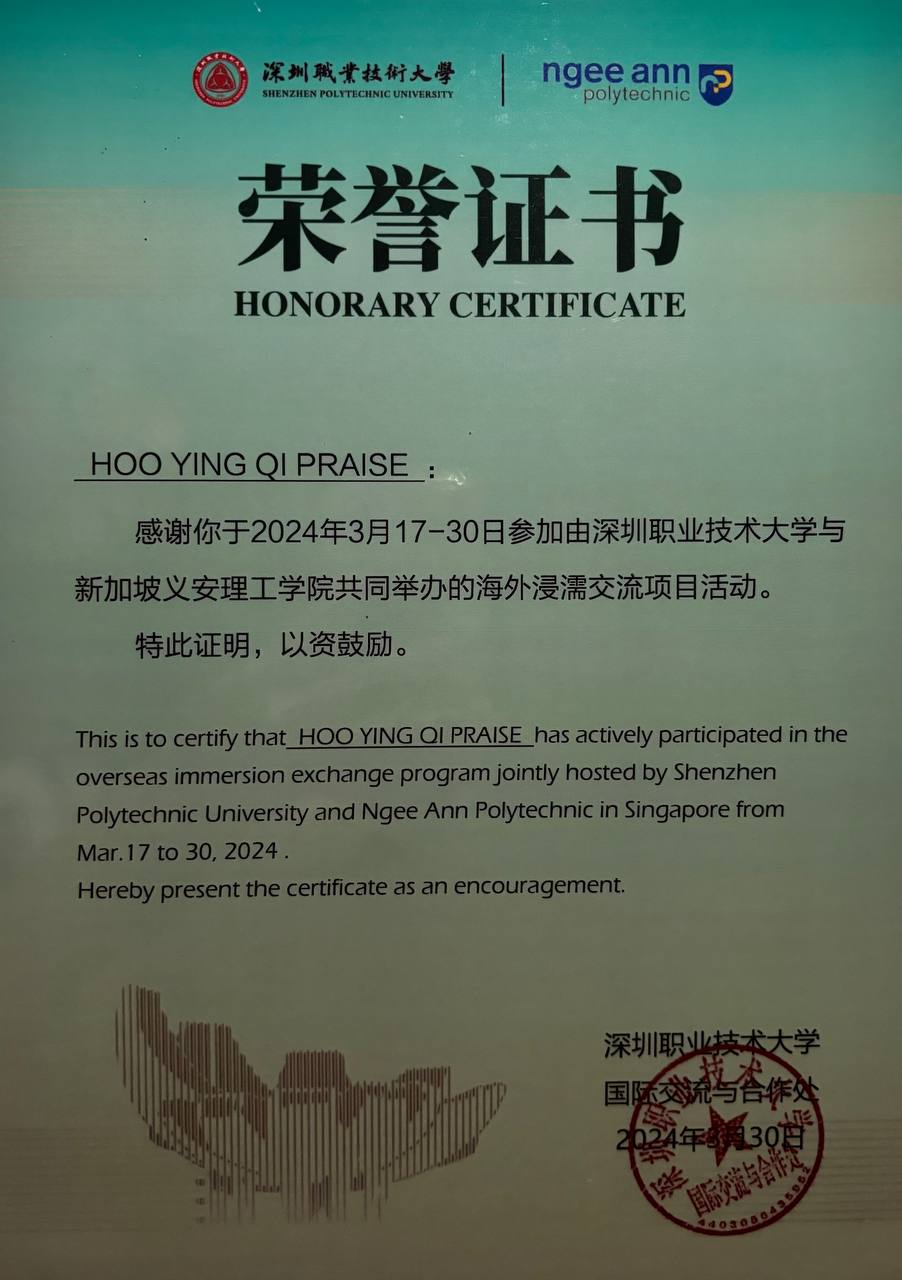 深圳職業技術大學
SHENZHEN POLYTECHNIC UNIVERSITY
ngee ann
polytechnic
荣誉证书
HONORARY CERTIFICATE
HOO YING QI PRAISE :
感谢你于2024年3月17-30日参加由深圳职业技术大学与
新加坡义安理工学院共同举办的海外浸濡交流项目活动。
特此证明，以资鼓励。
This is to certify that HOO YING QI PRAISE has actively participated in the
overseas immersion exchange program jointly hosted by Shenzhen
Polytechnic University and Ngee Ann Polytechnic in Singapore from
Mar.17 to 30, 2024 .
Hereby present the certificate as an encouragement.
深圳职业技术大学
国际交流与合作处
2024年3月30日
深圳职业技术大学
国际交流与合作处